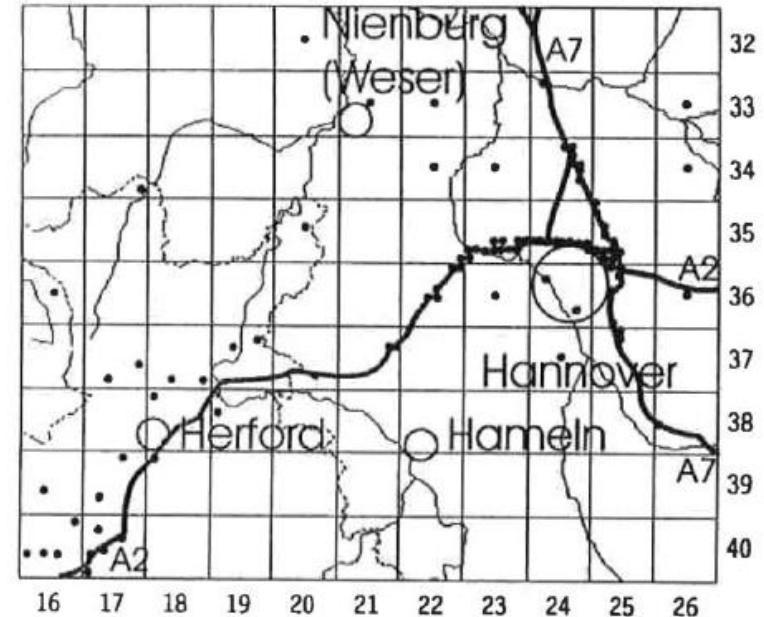 Nienburg
(Weser)
A7
32
33
34
35
A2
36
Hannover
37
Herford
Hameln
38
A7
39
A2
40
16 17 18 19 20 21 22 23 24 25 26